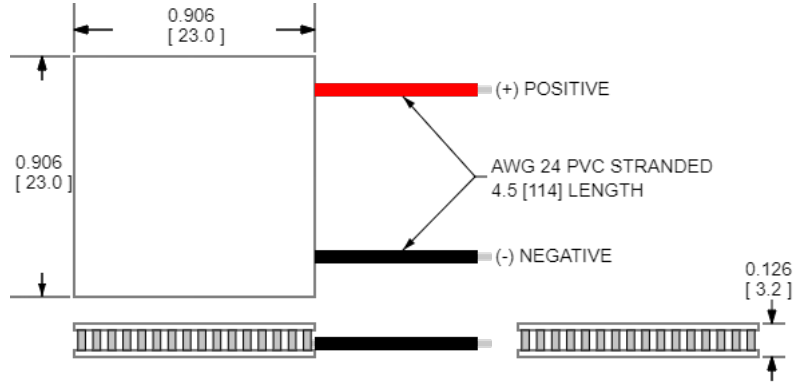 0.906
[ 23.0 ]
(+) POSITIVE
0.906
[ 23.0 ]
AWG 24 PVC STRANDED
4.5 [114] LENGTH
(-) NEGATIVE
0.126
[ 3.2 ]